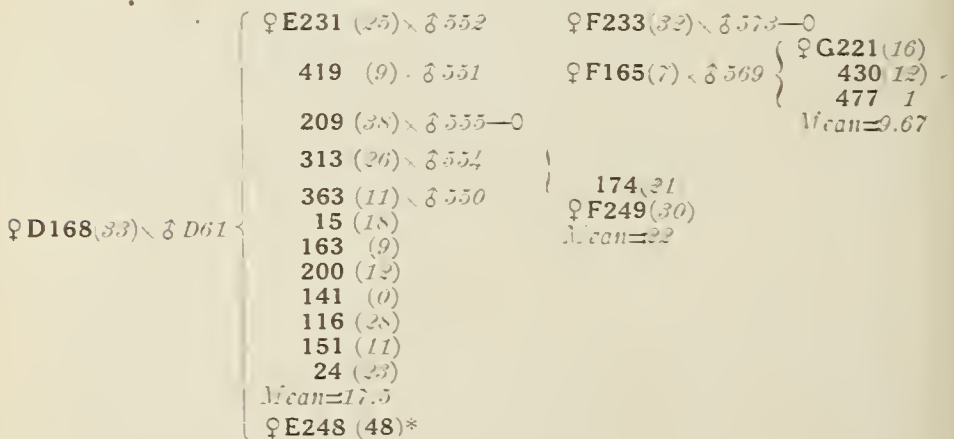 ♀ E231 (25) × ♂ 552 ♀ F233 (32) × ♂ 573—0
♀ G221 (16)
419 (9) × ♂ 551 ♀ F165 (7) × ♂ 569 430 (12)
477 1
209 (38) × ♂ 555—0 Mean=9.67
313 (26) × ♂ 554
174 21
363 (11) × ♂ 550 ♀ F249 (30)
♀ D168 (33) × ♂ D61 15 (18) Mean=22
163 (9)
200 (12)
141 (0)
116 (28)
151 (11)
24 (23)
Mean=17.5
♀ E248 (48)*